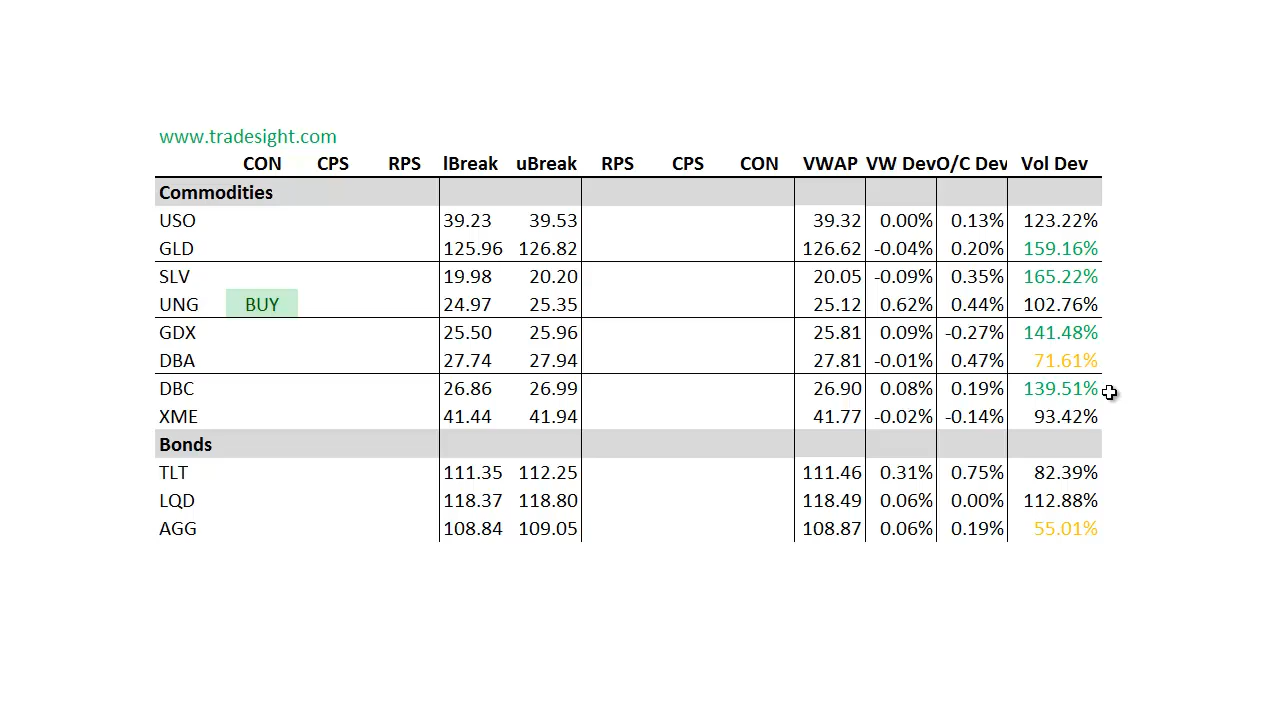 www.tradesight.com
CON CPS RPS lBreak uBreak RPS CPS CON VWAP VW Dev O/C Dev Vol Dev
Commodities
USO 39.23 39.53 39.32 0.00% 0.13% 123.22%
GLD 125.96 126.82 126.62 -0.04% 0.20% 159.16%
SLV 19.98 20.20 20.05 -0.09% 0.35% 165.22%
UNG BUY 24.97 25.35 25.12 0.62% 0.44% 102.76%
GDX 25.50 25.96 25.81 0.09% -0.27% 141.48%
DBA 27.74 27.94 27.81 -0.01% 0.47% 71.61%
DBC 26.86 26.99 26.90 0.08% 0.19% 139.51%
XME 41.44 41.94 41.77 -0.02% -0.14% 93.42%
Bonds
TLT 111.35 112.25 111.46 0.31% 0.75% 82.39%
LQD 118.37 118.80 118.49 0.06% 0.00% 112.88%
AGG 108.84 109.05 108.87 0.06% 0.19% 55.01%